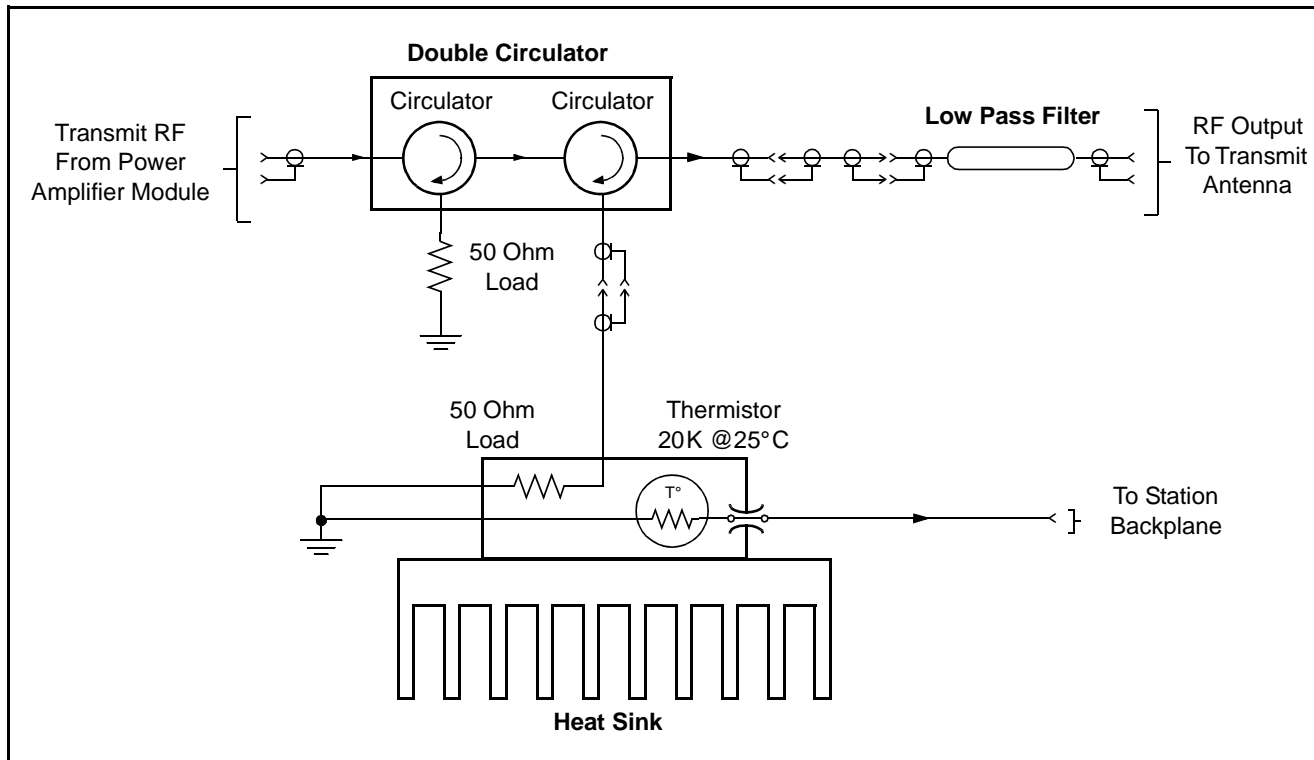 Double Circulator
Circulator
Circulator
Transmit RF
From Power
Amplifier Module
Low Pass Filter
RF Output
To Transmit
Antenna
50 Ohm
Load
50 Ohm
Load
Thermistor
20K @25°C
T°
To Station
Backplane
Heat Sink